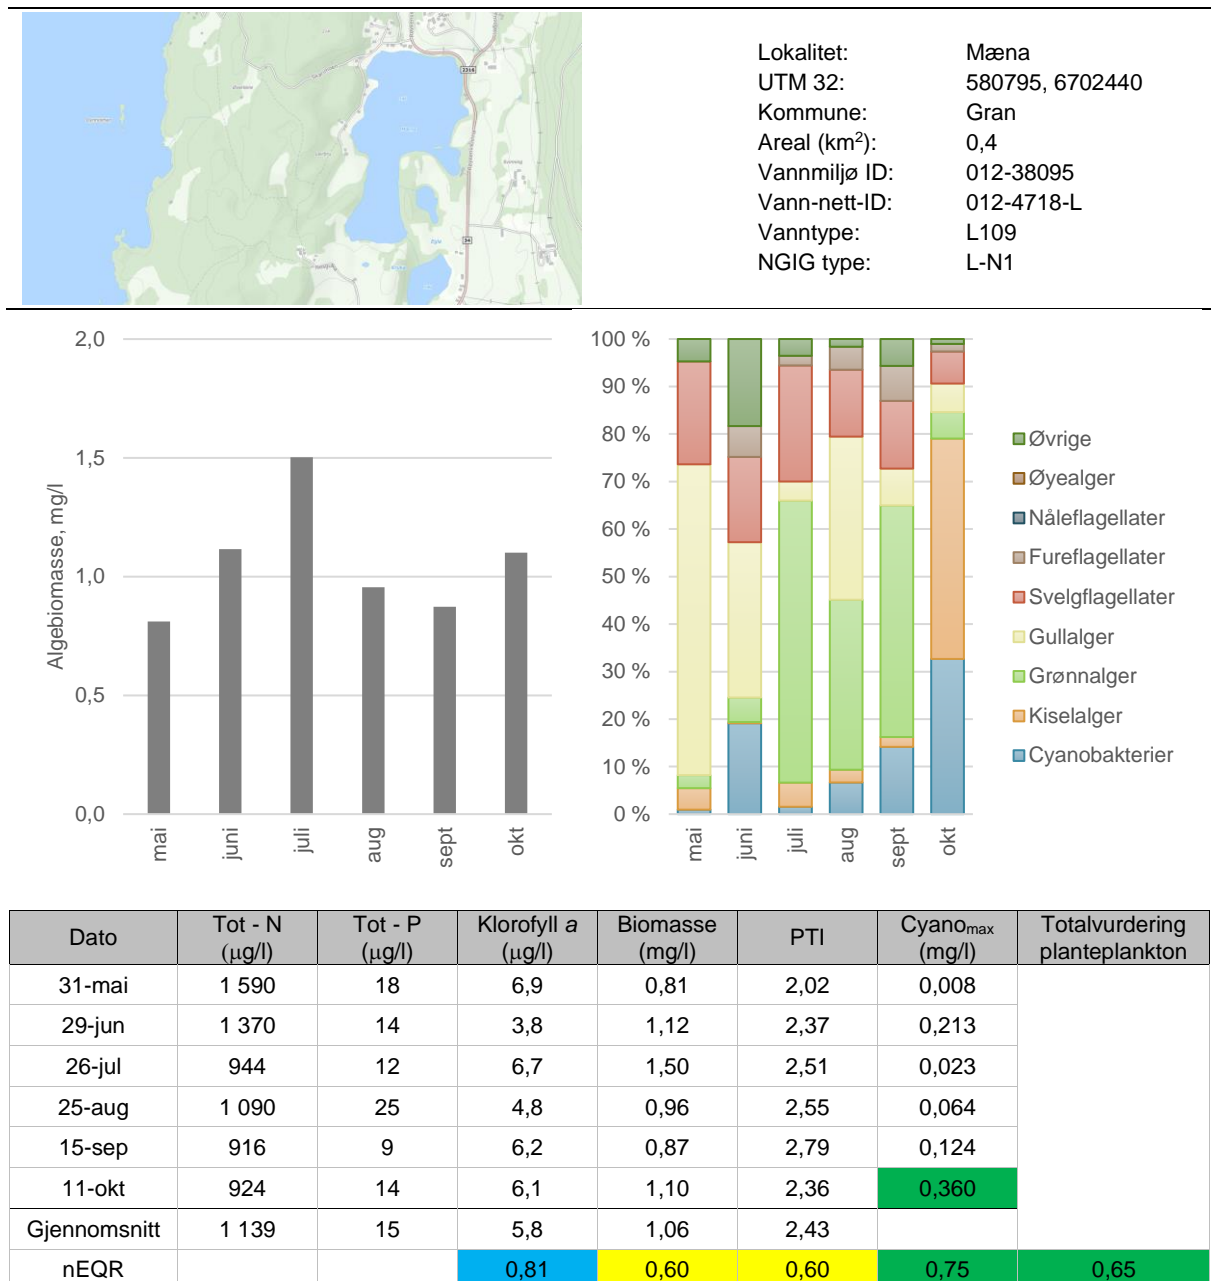 Lokalitet: Mæna
UTM 32: 580795, 6702440
Kommune: Gran
Areal (km²): 0,4
Vannmiljø ID: 012-38095
Vann-nett-ID: 012-4718-L
Vanntype: L109
NGIG type: L-N1
2316
34
Algebiomasse, mg/l
2,0
1,5
1,0
0,5
0,0
mai juni juli aug sept okt
100 %
90 %
80 %
70 %
60 %
50 %
40 %
30 %
20 %
10 %
0 %
mai juni juli aug sept okt
Øvrige
Øyealger
Nåleflagellater
Fureflagellater
Svelgflagellater
Gullalger
Grønnalger
Kiselalger
Cyanobakterier
Dato Tot - N (µg/l) Tot - P (µg/l) Klorofyll a (µg/l) Biomasse (mg/l) PTI Cyanomax (mg/l) Totalvurdering planteplankton
31-mai 1 590 18 6,9 0,81 2,02 0,008
29-jun 1 370 14 3,8 1,12 2,37 0,213
26-jul 944 12 6,7 1,50 2,51 0,023
25-aug 1 090 25 4,8 0,96 2,55 0,064
15-sep 916 9 6,2 0,87 2,79 0,124
11-okt 924 14 6,1 1,10 2,36 0,360
Gjennomsnitt 1 139 15 5,8 1,06 2,43
nEQR 0,81 0,60 0,60 0,75 0,65